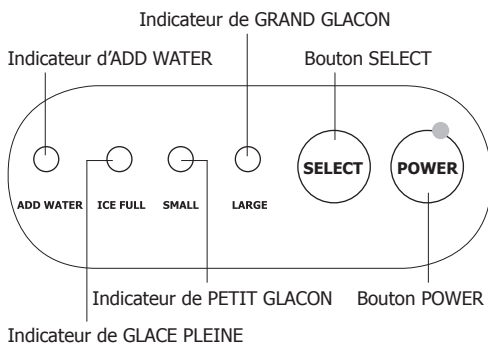 Indicateur de GRAND GLACON
Indicateur d'ADD WATER
Bouton SELECT
SELECT
POWER
ADD WATER
ICE FULL
SMALL
LARGE
Indicateur de PETIT GLACON
Bouton POWER
Indicateur de GLACE PLEINE